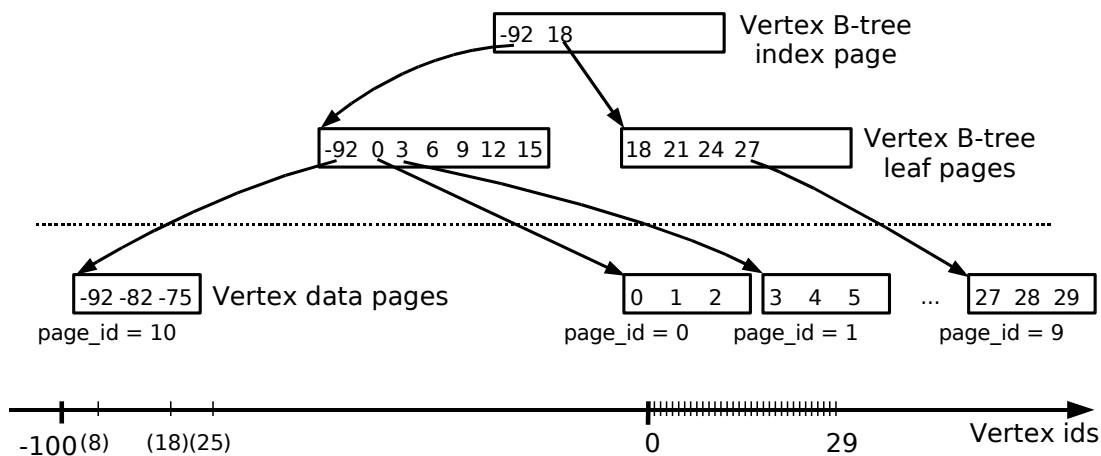 -92 18
Vertex B-tree
index page
-92 0 3 6 9 12 15
18 21 24 27
Vertex B-tree
leaf pages
-92 -82 -75
Vertex data pages
0 1 2
3 4 5
...
27 28 29
page_id = 10
page_id = 0
page_id = 1
page_id = 9
-100
(8)
(18)
(25)
0
29
Vertex ids